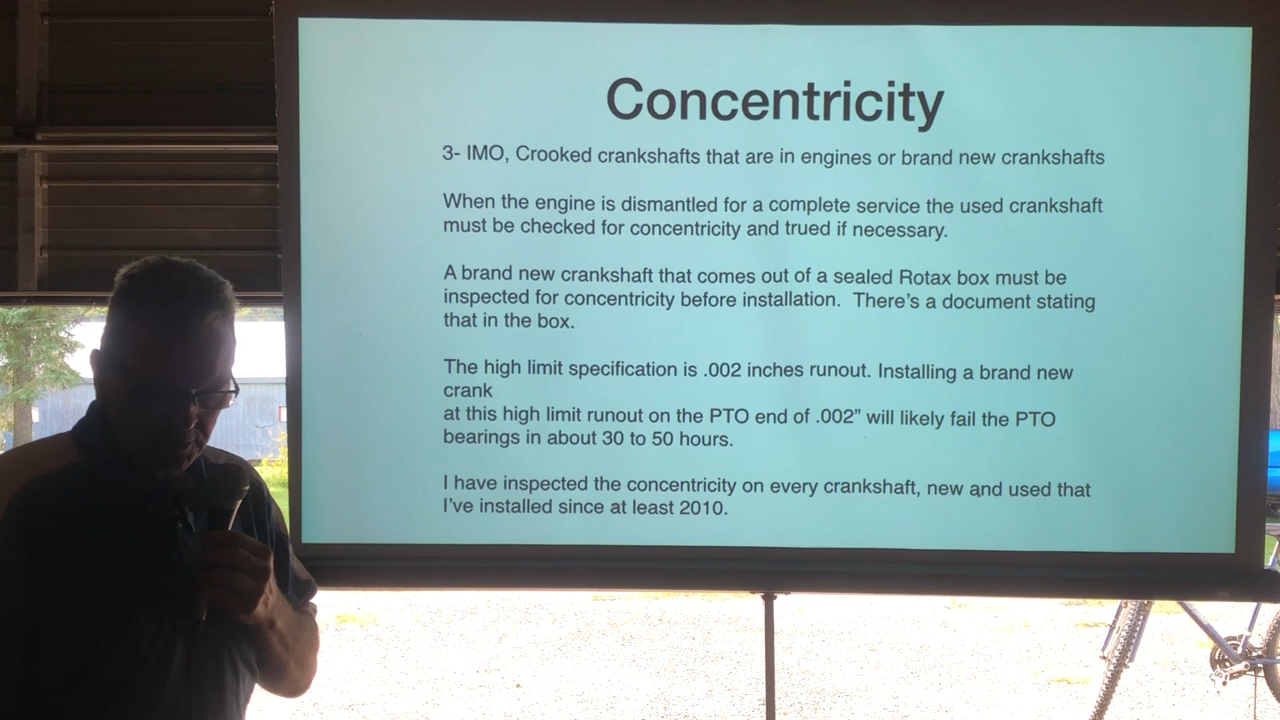 Concentricity
3- IMO, Crooked crankshafts that are in engines or brand new crankshafts
When the engine is dismantled for a complete service the used crankshaft
must be checked for concentricity and trued if necessary.
A brand new crankshaft that comes out of a sealed Rotax box must be
inspected for concentricity before installation.  There's a document stating
that in the box.
The high limit specification is .002 inches runout. Installing a brand new
crank
at this high limit runout on the PTO end of .002” will likely fail the PTO
bearings in about 30 to 50 hours.
I have inspected the concentricity on every crankshaft, new and used that
I've installed since at least 2010.